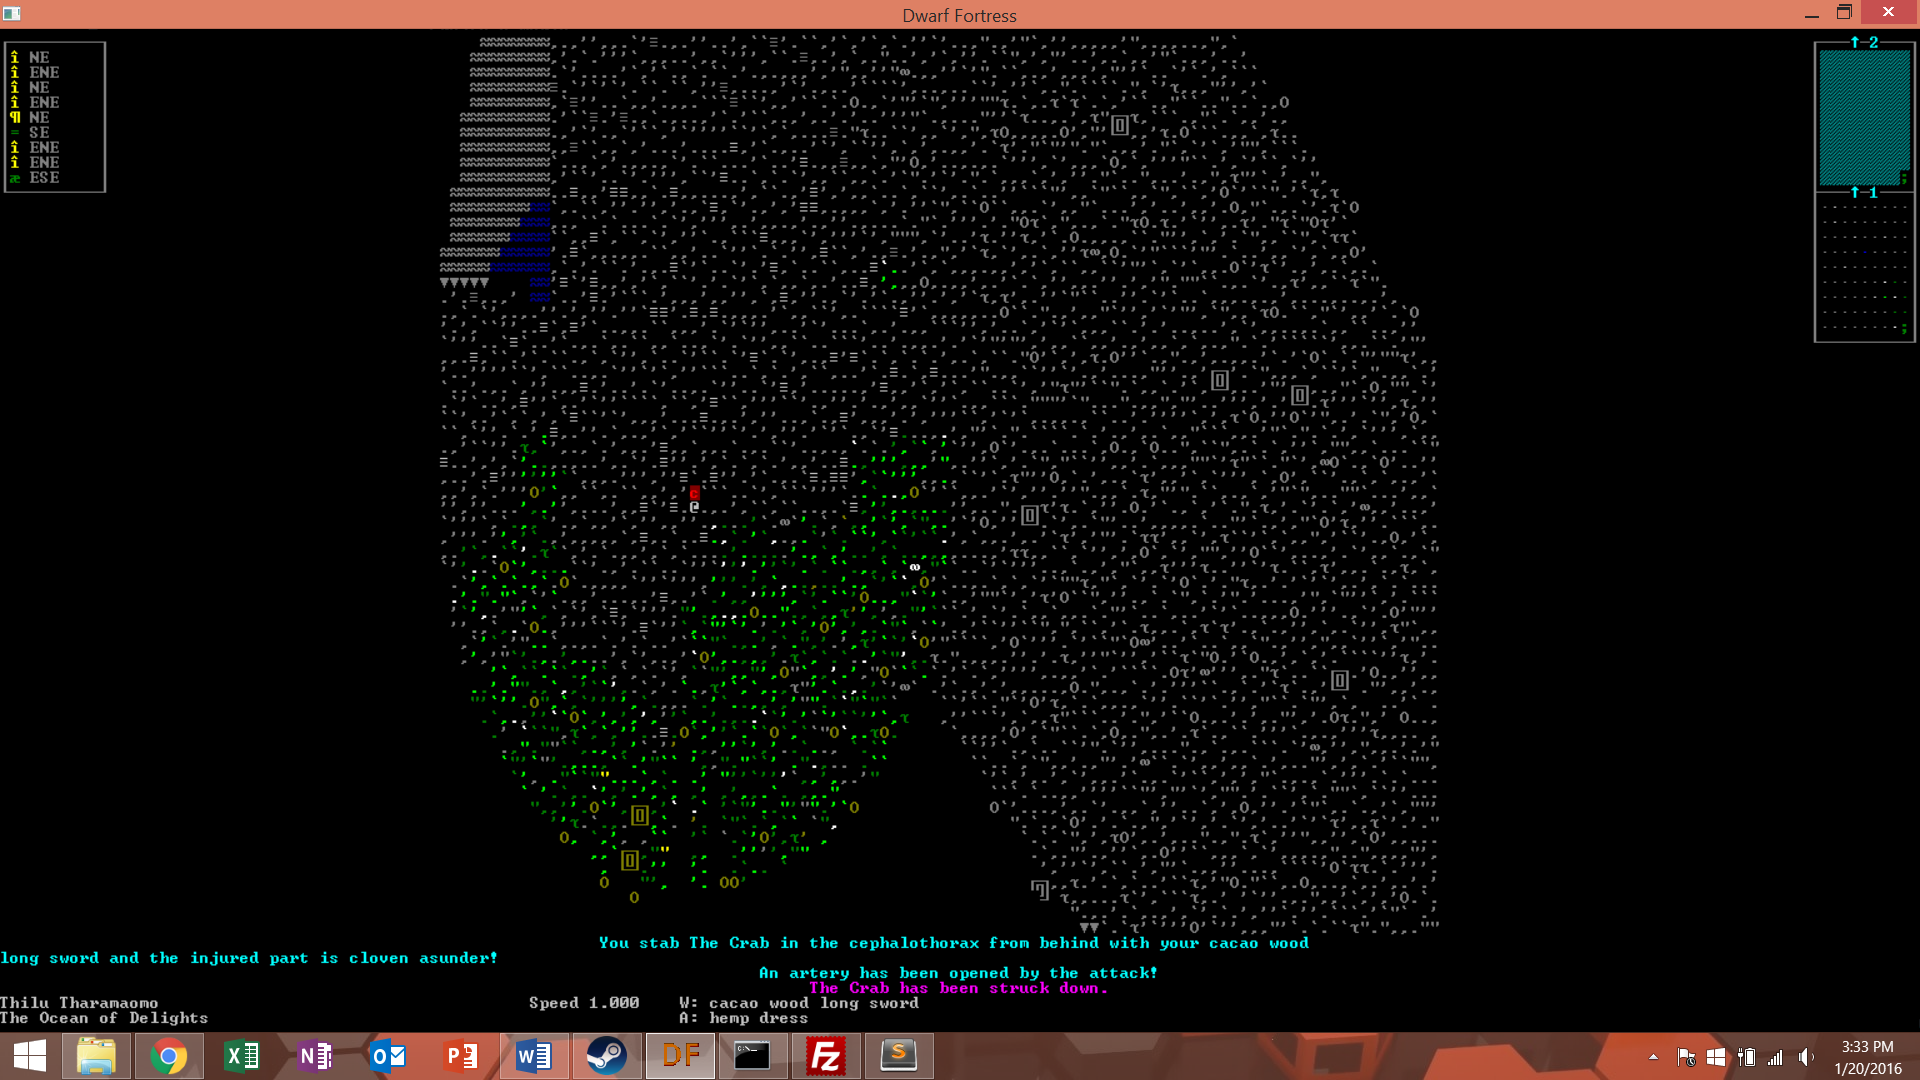 Dwarf Fortress
î NE
î ENE
î NE
î ENE
¶ NE
= SE
î ENE
î ENE
æ ESE
↑ 2
↑ 1
You stab The Crab in the cephalothorax from behind with your cacao wood
long sword and the injured part is cloven asunder!
An artery has been opened by the attack!
The Crab has been struck down.
Thilu Tharamaomo
Speed 1.000
W: cacao wood long sword
The Ocean of Delights
A: hemp dress
DF
3:33 PM
1/20/2016